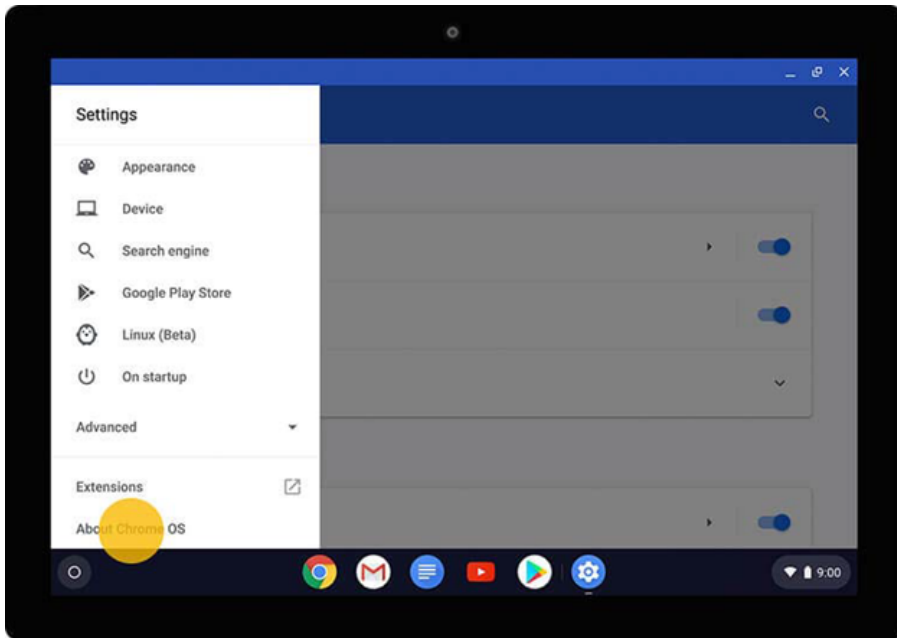 Settings
Appearance
Device
Search engine
Google Play Store
Linux (Beta)
On startup
Advanced
Extensions
About Chrome OS
9:00